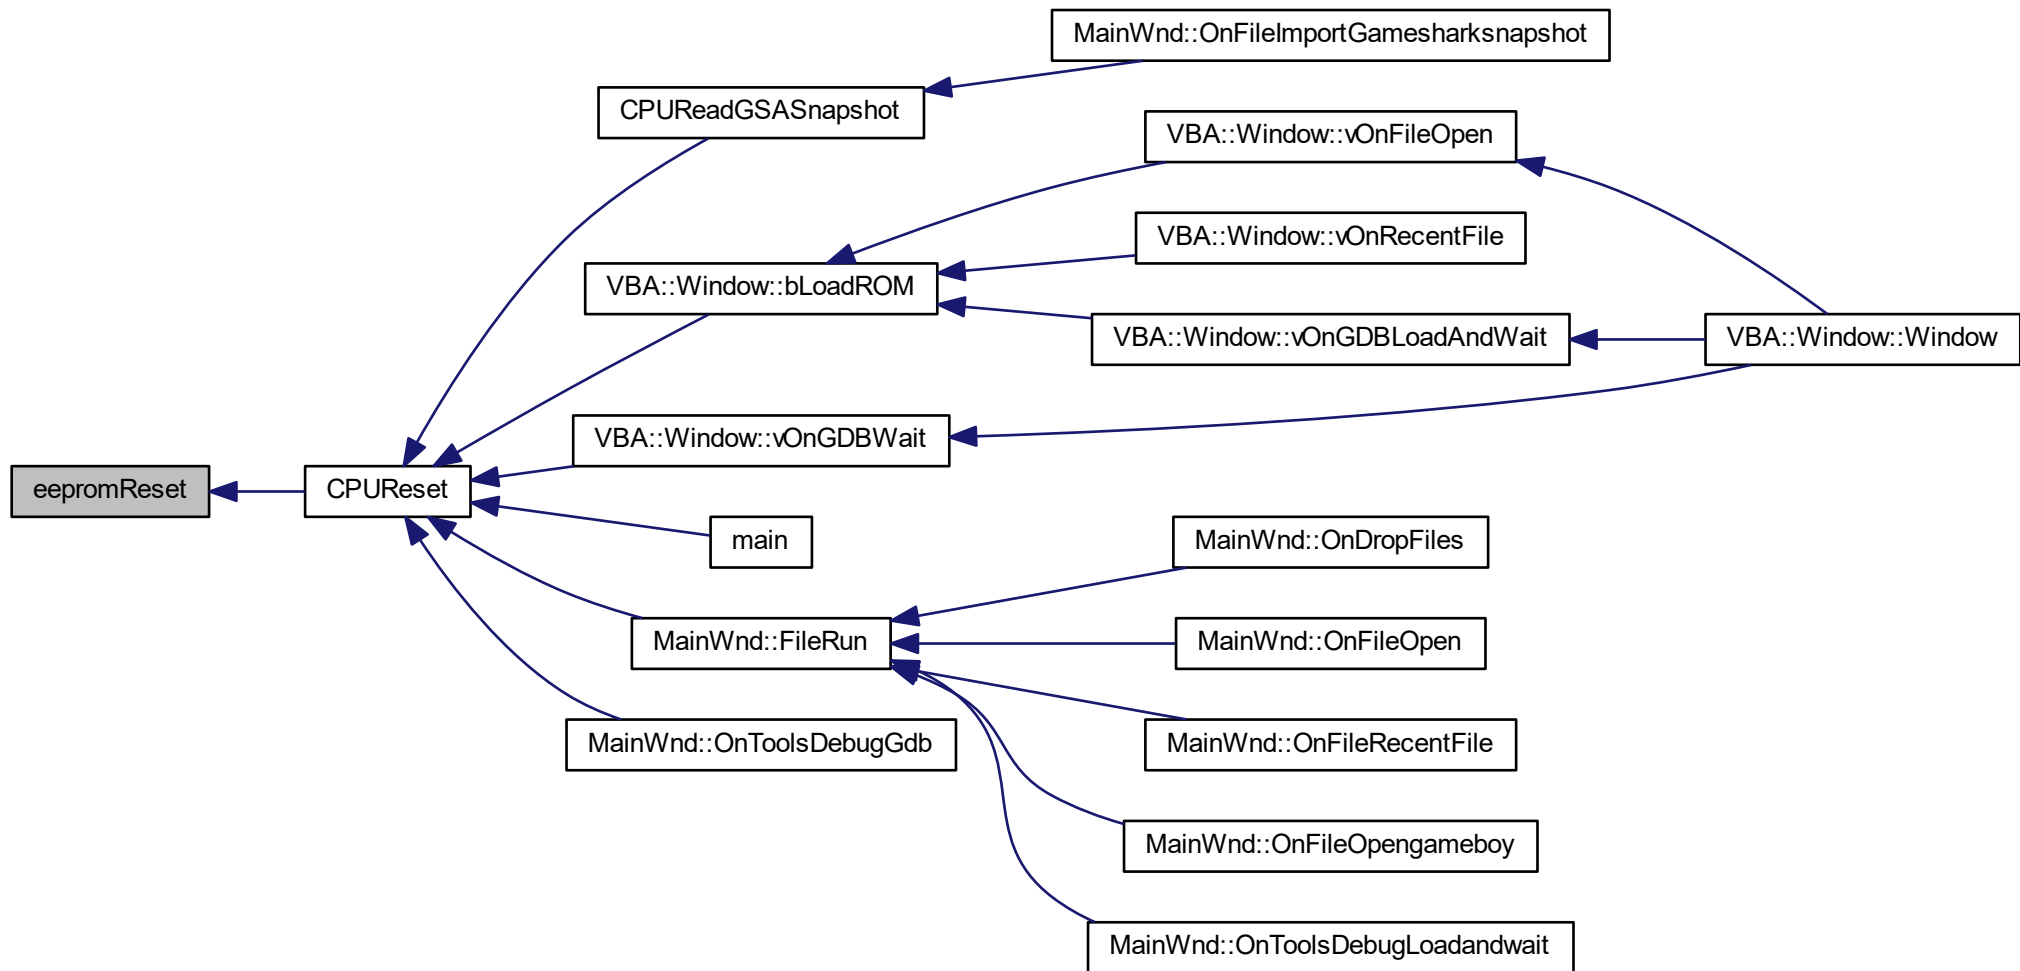 MainWnd::OnFileImportGamesharksnapshot
CPUReadGSASnapshot
VBA::Window::vOnFileOpen
VBA::Window::vOnRecentFile
VBA::Window::bLoadROM
VBA::Window::vOnGDBLoadAndWait
VBA::Window::Window
VBA::Window::vOnGDBWait
eepromReset
CPUReset
main
MainWnd::OnDropFiles
MainWnd::FileRun
MainWnd::OnFileOpen
MainWnd::OnToolsDebugGdb
MainWnd::OnFileRecentFile
MainWnd::OnFileOpengameboy
MainWnd::OnToolsDebugLoadandwait